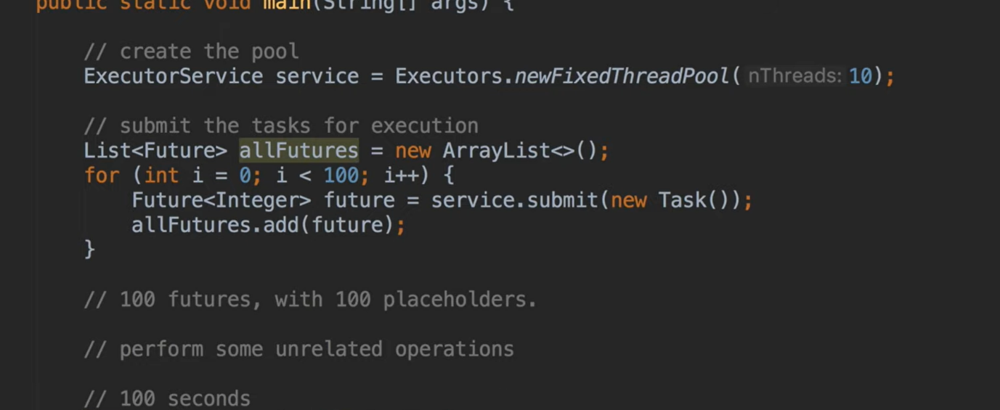 public static void main(String[] args) {
// create the pool
ExecutorService service = Executors.newFixedThreadPool( nThreads: 10);
// submit the tasks for execution
List<Future> allFutures = new ArrayList<>();
for (int i = 0; i < 100; i++) {
Future<Integer> future = service.submit(new Task());
allFutures.add(future);
}
// 100 futures, with 100 placeholders.
// perform some unrelated operations
// 100 seconds